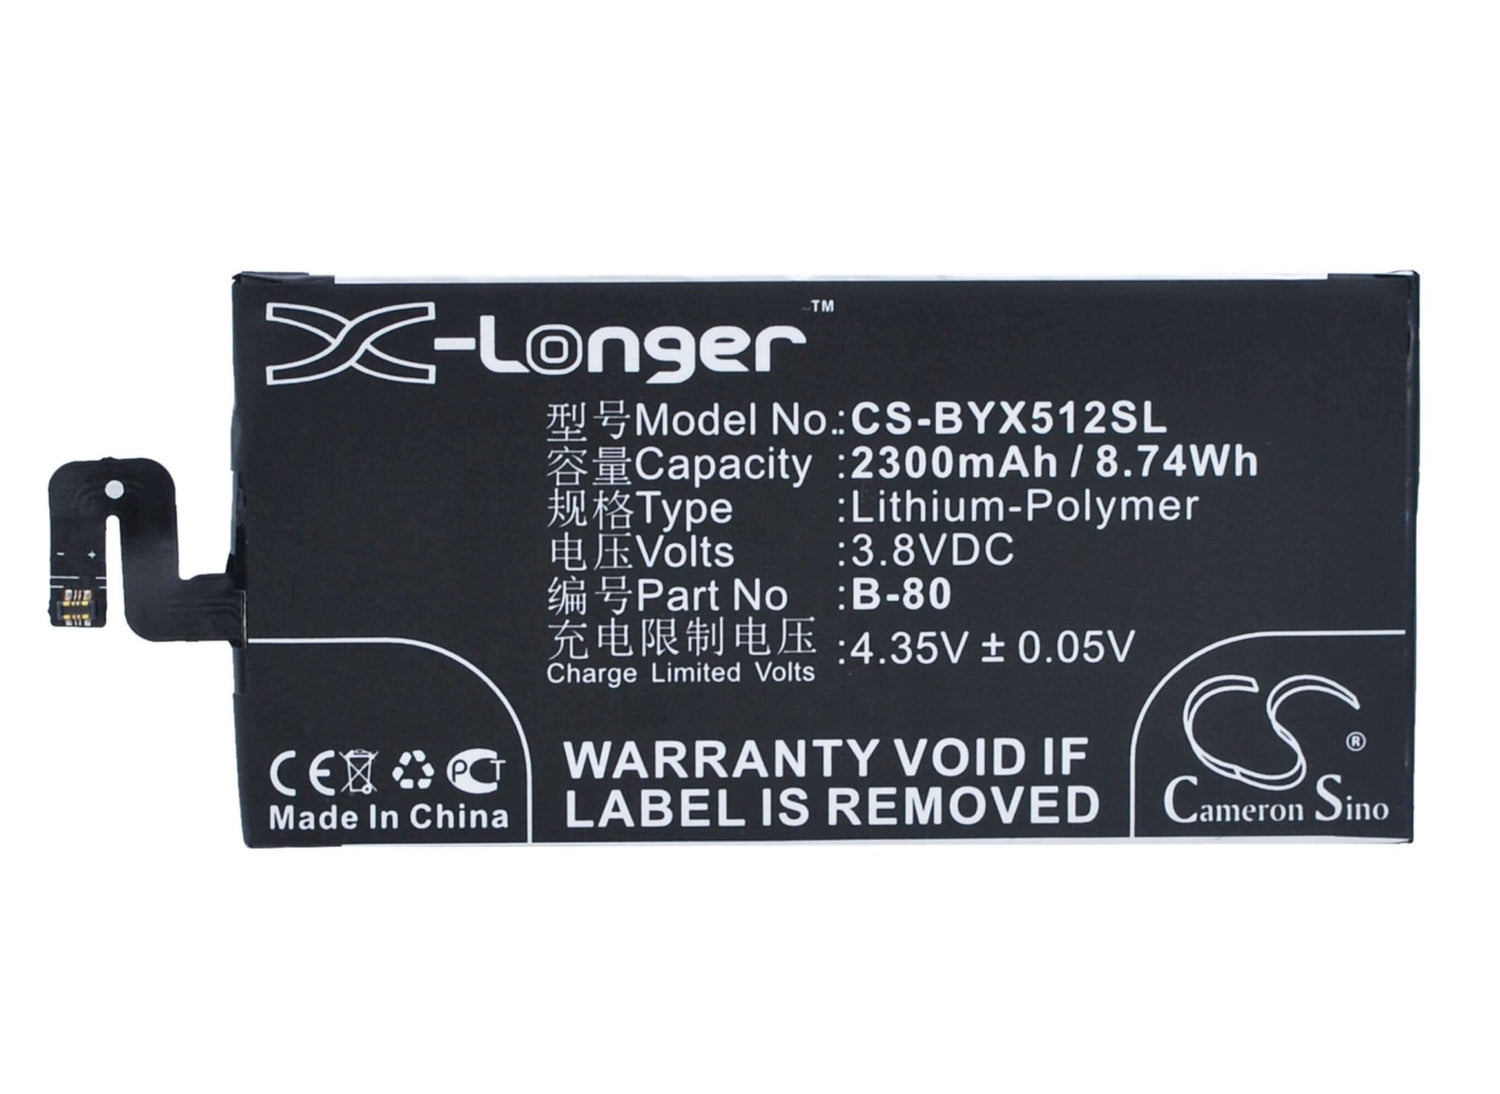 X-Longer™
型号Model No.:CS-BYX512SL
容量Capacity :2300mAh / 8.74Wh
规格Type :Lithium-Polymer
电压Volts :3.8VDC
编号Part No :B-80
充电限制电压 :4.35V ± 0.05V
Charge Limited Volts
- +
CE PCT
Made In China
WARRANTY VOID IF
LABEL IS REMOVED
CS ®
Cameron Sino